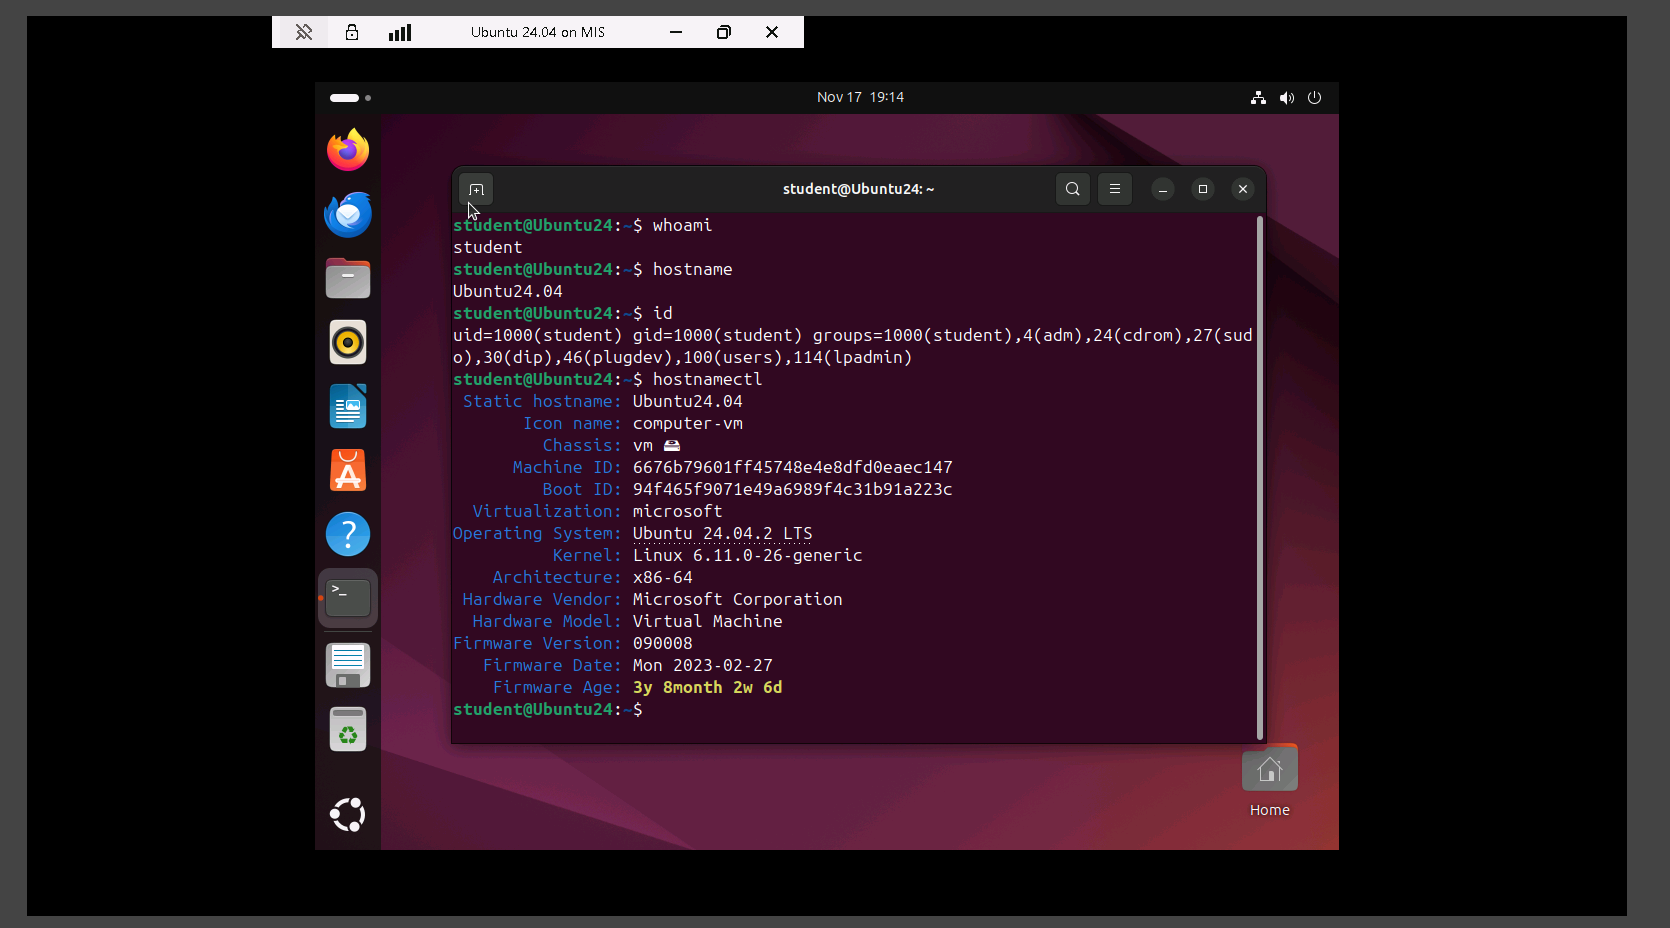 Ubuntu 24.04 on MIS
Nov 17 19:14
student@Ubuntu24: ~
student@Ubuntu24:~$ whoami
student
student@Ubuntu24:~$ hostname
Ubuntu24.04
student@Ubuntu24:~$ id
uid=1000(student) gid=1000(student) groups=1000(student),4(adm),24(cdrom),27(sud
o),30(dip),46(plugdev),100(users),114(lpadmin)
student@Ubuntu24:~$ hostnamectl
Static hostname: Ubuntu24.04
Icon name: computer-vm
Chassis: vm 🖴
Machine ID: 6676b79601ff45748e4e8dfd0eaec147
Boot ID: 94f465f9071e49a6989f4c31b91a223c
Virtualization: microsoft
Operating System: Ubuntu 24.04.2 LTS
Kernel: Linux 6.11.0-26-generic
Architecture: x86-64
Hardware Vendor: Microsoft Corporation
Hardware Model: Virtual Machine
Firmware Version: 090008
Firmware Date: Mon 2023-02-27
Firmware Age: 3y 8month 2w 6d
student@Ubuntu24:~$
Home